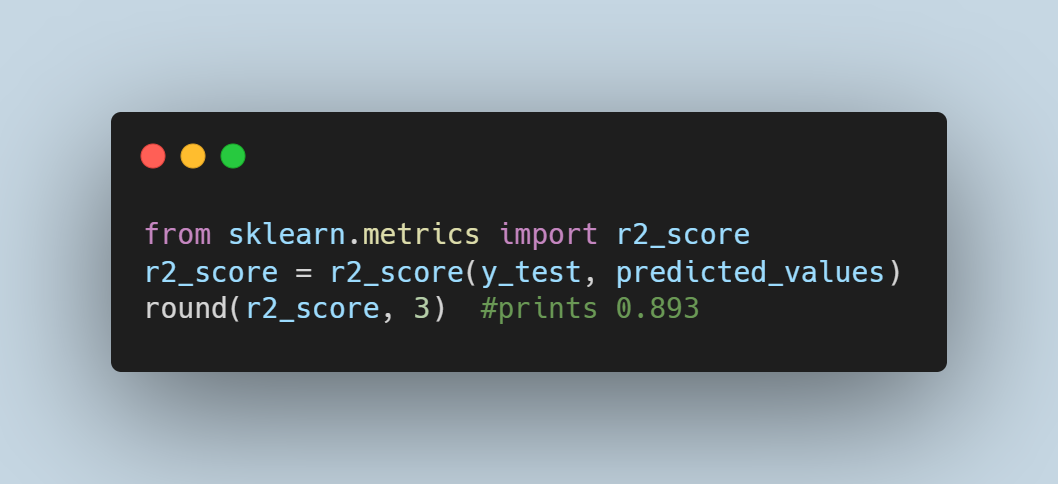 from sklearn.metrics import r2_score
r2_score = r2_score(y_test, predicted_values)
round(r2_score, 3)  #prints 0.893